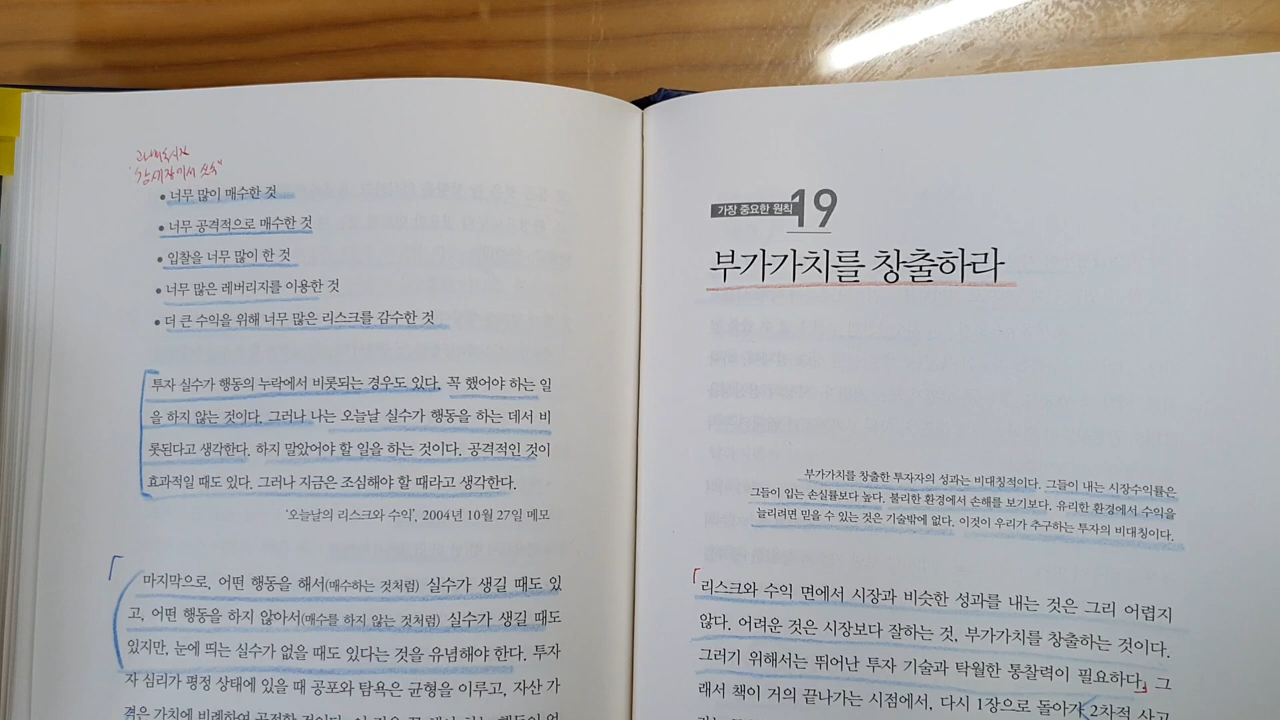 • 너무 많이 매수한 것
• 너무 공격적으로 매수한 것
• 입찰을 너무 많이 한 것
• 너무 많은 레버리지를 이용한 것
• 더 큰 수익을 위해 너무 많은 리스크를 감수한 것
투자 실수가 행동의 누락에서 비롯되는 경우도 있다. 꼭 했어야 하는 일
을 하지 않는 것이다. 그러나 나는 오늘날 실수가 행동을 하는 데서 비
롯된다고 생각한다. 하지 말았어야 할 일을 하는 것이다. 공격적인 것이
효과적일 때도 있다. 그러나 지금은 조심해야 할 때라고 생각한다.
'오늘날의 리스크와 수익', 2004년 10월 27일 메모
마지막으로, 어떤 행동을 해서(매수하는 것처럼) 실수가 생길 때도 있
고, 어떤 행동을 하지 않아서(매수를 하지 않는 것처럼) 실수가 생길 때도
있지만, 눈에 띄는 실수가 없을 때도 있다는 것을 유념해야 한다. 투자
자 심리가 평정 상태에 있을 때 공포와 탐욕은 균형을 이루고, 자산 가
격은 가치에 비례하여
가장 중요한 원칙 19
부가가치를 창출하라
부가가치를 창출한 투자자의 성과는 비대칭적이다. 그들이 내는 시장수익률은
그들이 입는 손실률보다 높다. 불리한 환경에서 손해를 보기보다, 유리한 환경에서 수익을
늘리려면 믿을 수 있는 것은 기술밖에 없다. 이것이 우리가 추구하는 투자의 비대칭이다.
리스크와 수익 면에서 시장과 비슷한 성과를 내는 것은 그리 어렵지
않다. 어려운 것은 시장보다 잘하는 것, 부가가치를 창출하는 것이다.
그러기 위해서는 뛰어난 투자 기술과 탁월한 통찰력이 필요하다. 그
래서 책이 거의 끝나가는 시점에서, 다시 1장으로 돌아가 2차적 사고